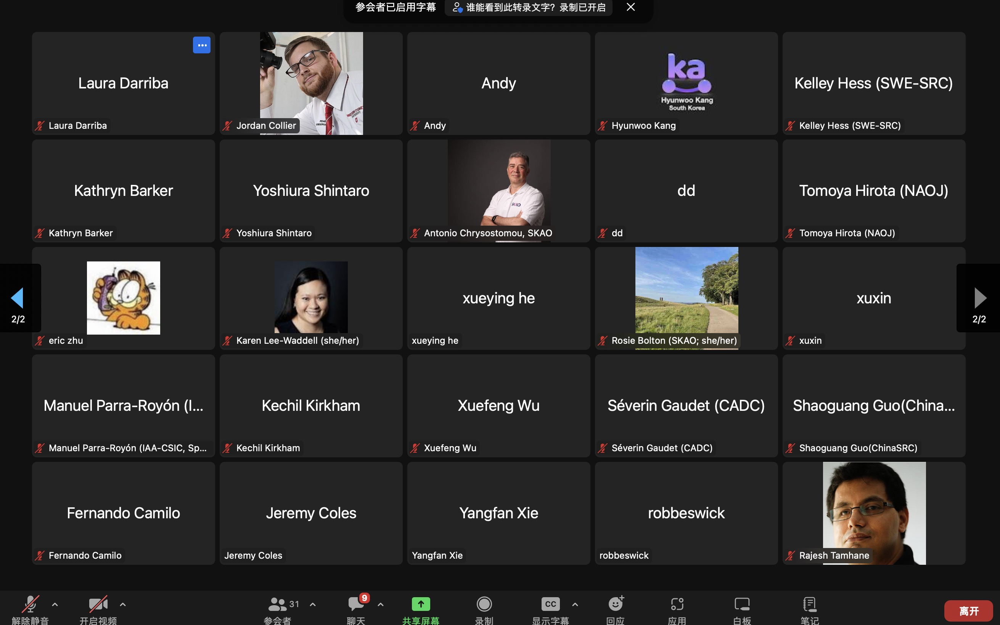 参会者已启用字幕
谁能看到此转录文字？录制已开启
Laura Darriba
Laura Darriba
WESTERN SYDNEY
UNIVERSITY
Jordan Collier
Andy
Andy
ka
Hyunwoo Kang
South Korea
Hyunwoo Kang
Kelley Hess (SWE-SRC)
Kelley Hess (SWE-SRC)
Kathryn Barker
Kathryn Barker
Yoshiura Shintaro
Yoshiura Shintaro
SKAO
Antonio Chrysostomou, SKAO
dd
dd
Tomoya Hirota (NAOJ)
Tomoya Hirota (NAOJ)
2/2
eric zhu
Karen Lee-Waddell (she/her)
xueying he
xueying he
Rosie Bolton (SKAO; she/her)
xuxin
xuxin
2/2
Manuel Parra-Royón (I...
Manuel Parra-Royón (IAA-CSIC, Sp...
Kechil Kirkham
Kechil Kirkham
Xuefeng Wu
Xuefeng Wu
Séverin Gaudet (CADC)
Séverin Gaudet (CADC)
Shaoguang Guo(China...
Shaoguang Guo(ChinaSRC)
Fernando Camilo
Fernando Camilo
Jeremy Coles
Jeremy Coles
Yangfan Xie
Yangfan Xie
robbeswick
robbeswick
Rajesh Tamhane
解除静音
开启视频
31
参会者
9
聊天
共享屏幕
录制
CC
显示字幕
回应
应用
白板
笔记
离开